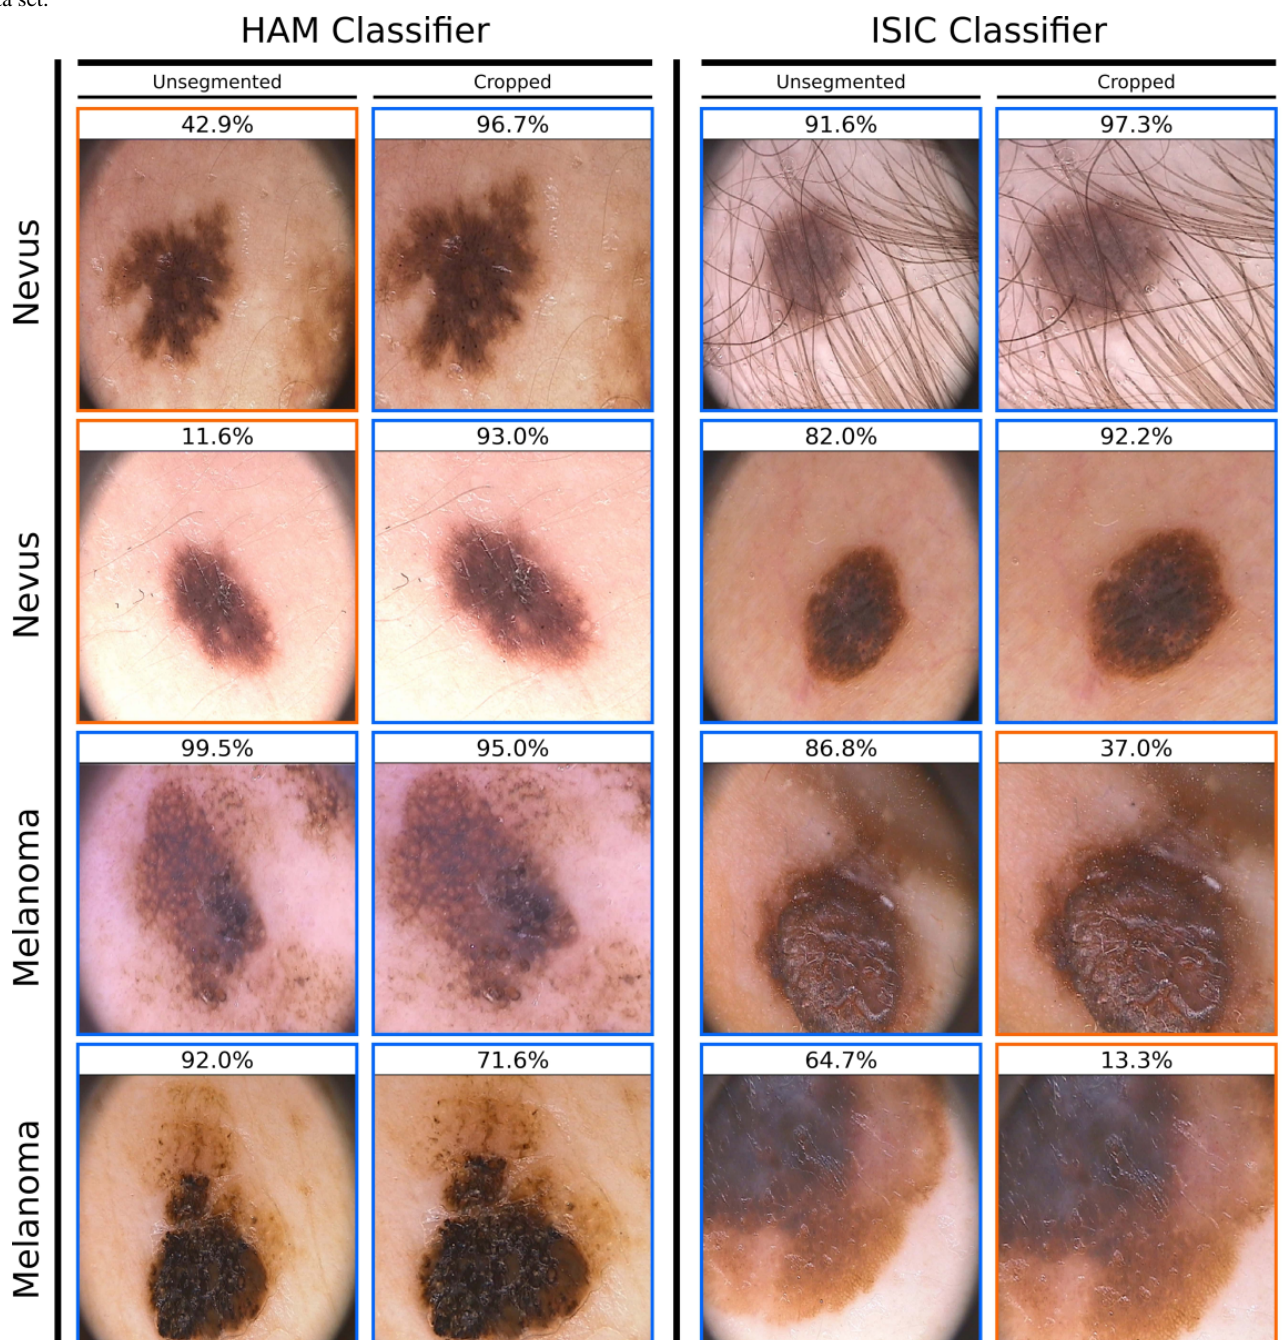 ta set.
HAM Classifier ISIC Classifier
Unsegmented Cropped Unsegmented Cropped
Nevus 42.9% 96.7% 91.6% 97.3%
Nevus 11.6% 93.0% 82.0% 92.2%
Melanoma 99.5% 95.0% 86.8% 37.0%
Melanoma 92.0% 71.6% 64.7% 13.3%